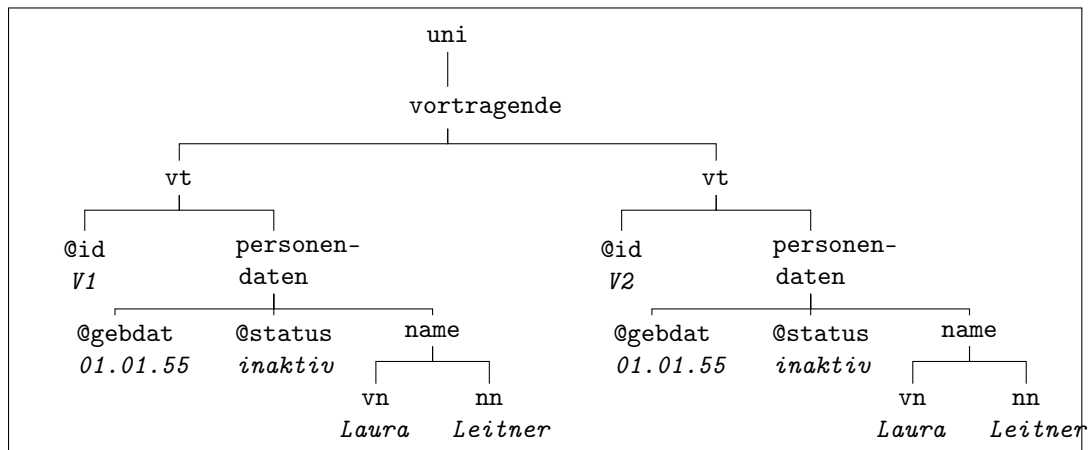 uni
vortragende
vt vt
@id personen- @id personen-
V1 daten V2 daten
@gebdat @status name @gebdat @status name
01.01.55 inaktiv 01.01.55 inaktiv
vn nn vn nn
Laura Leitner Laura Leitner